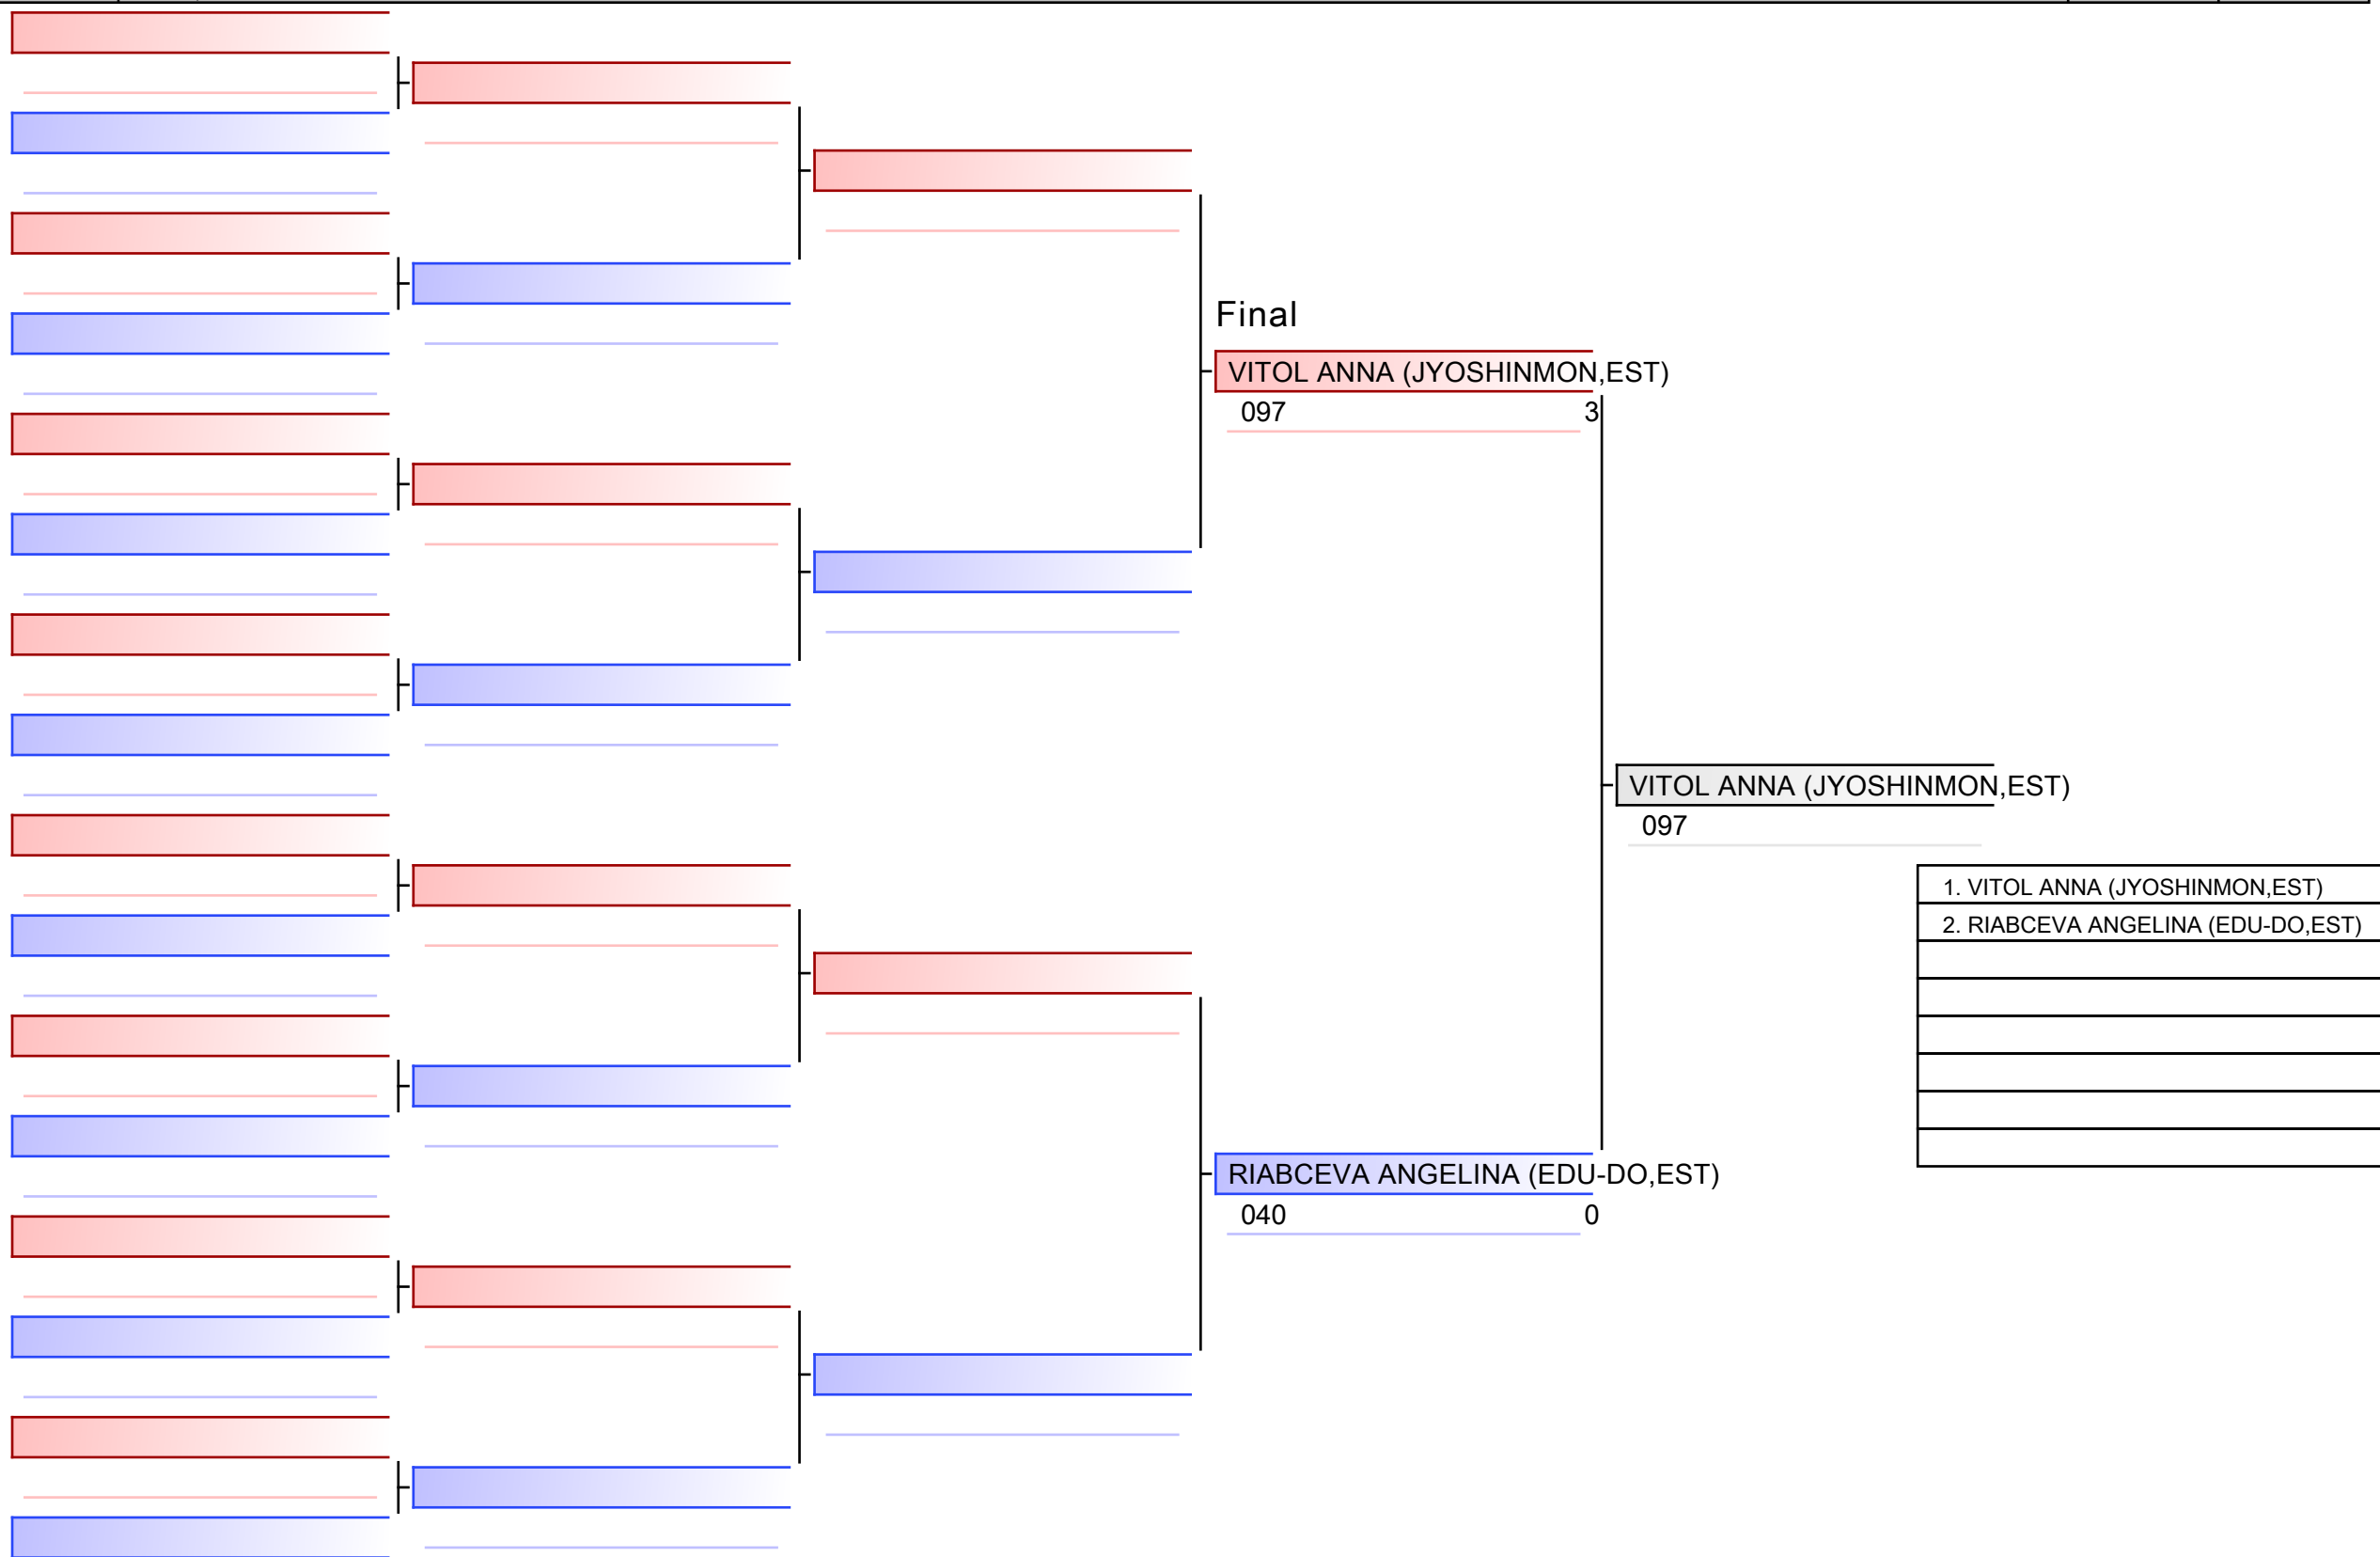 Final
VITOL ANNA (JYOSHINMON,EST)
097 3
VITOL ANNA (JYOSHINMON,EST)
097
1. VITOL ANNA (JYOSHINMON,EST)
2. RIABCEVA ANGELINA (EDU-DO,EST)
RIABCEVA ANGELINA (EDU-DO,EST)
040 0